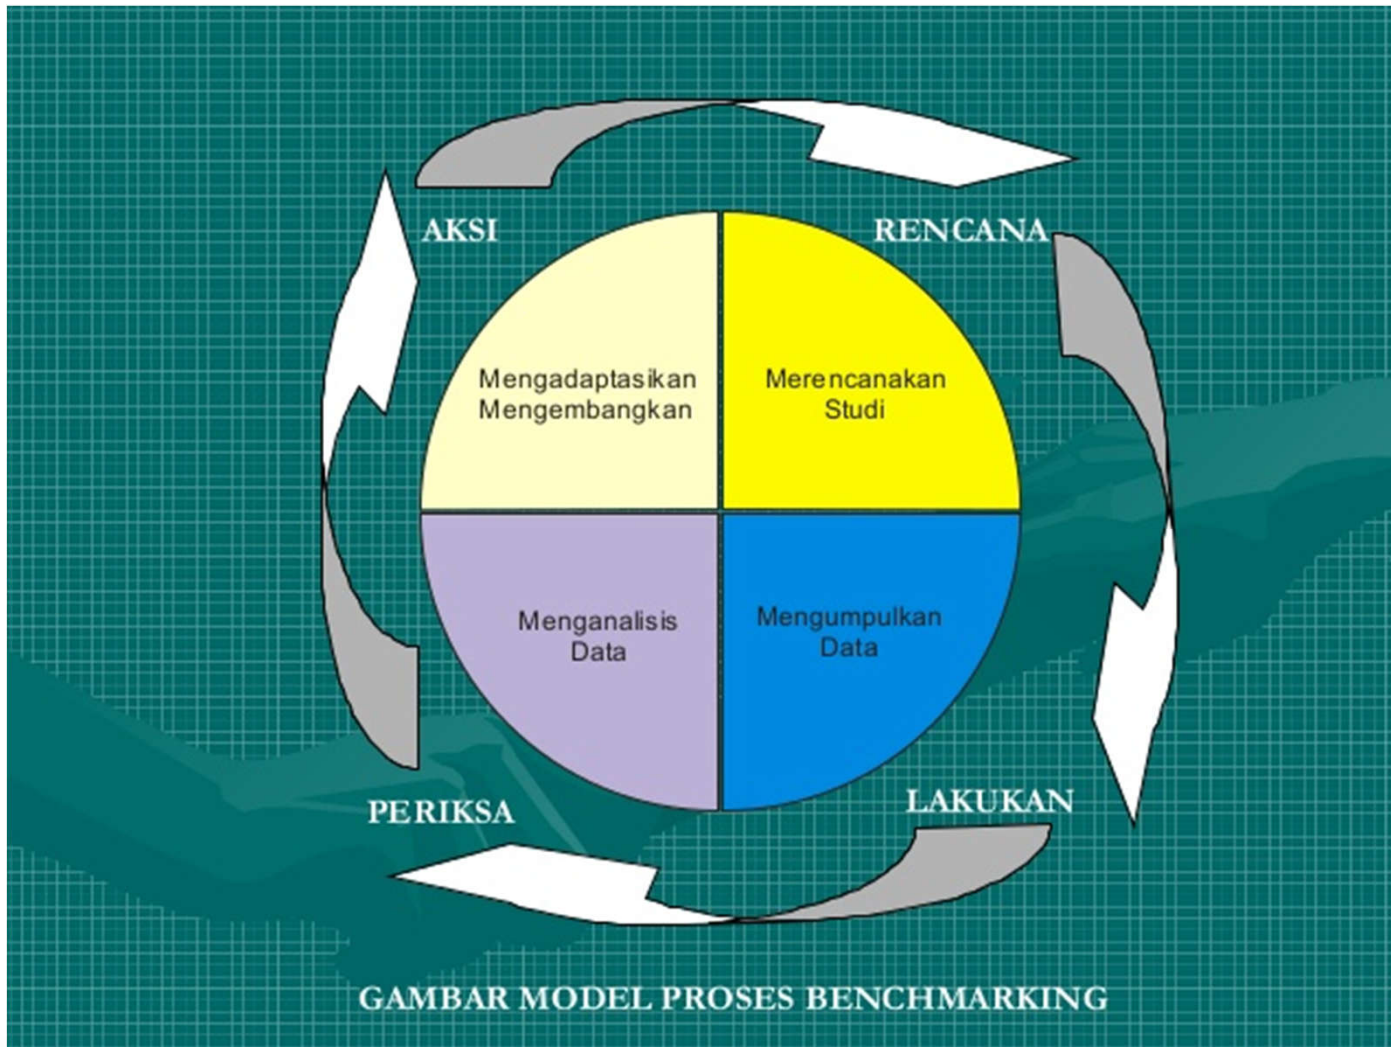 AKSI
RENCANA
Mengadaptasikan
Mengembangkan
Merencanakan
Studi
Menganalisis
Data
Mengumpulkan
Data
PERIKSA
LAKUKAN
GAMBAR MODEL PROSES BENCHMARKING